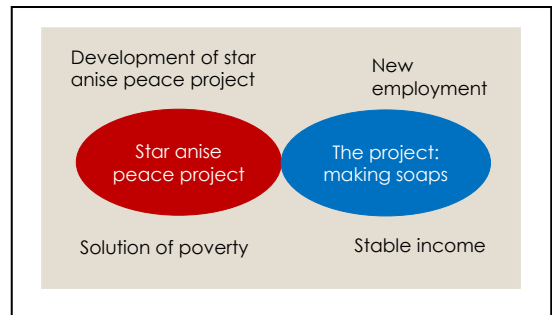 Development of star
anise peace project
New
employment
Star anise
peace project
The project:
making soaps
Solution of poverty
Stable income